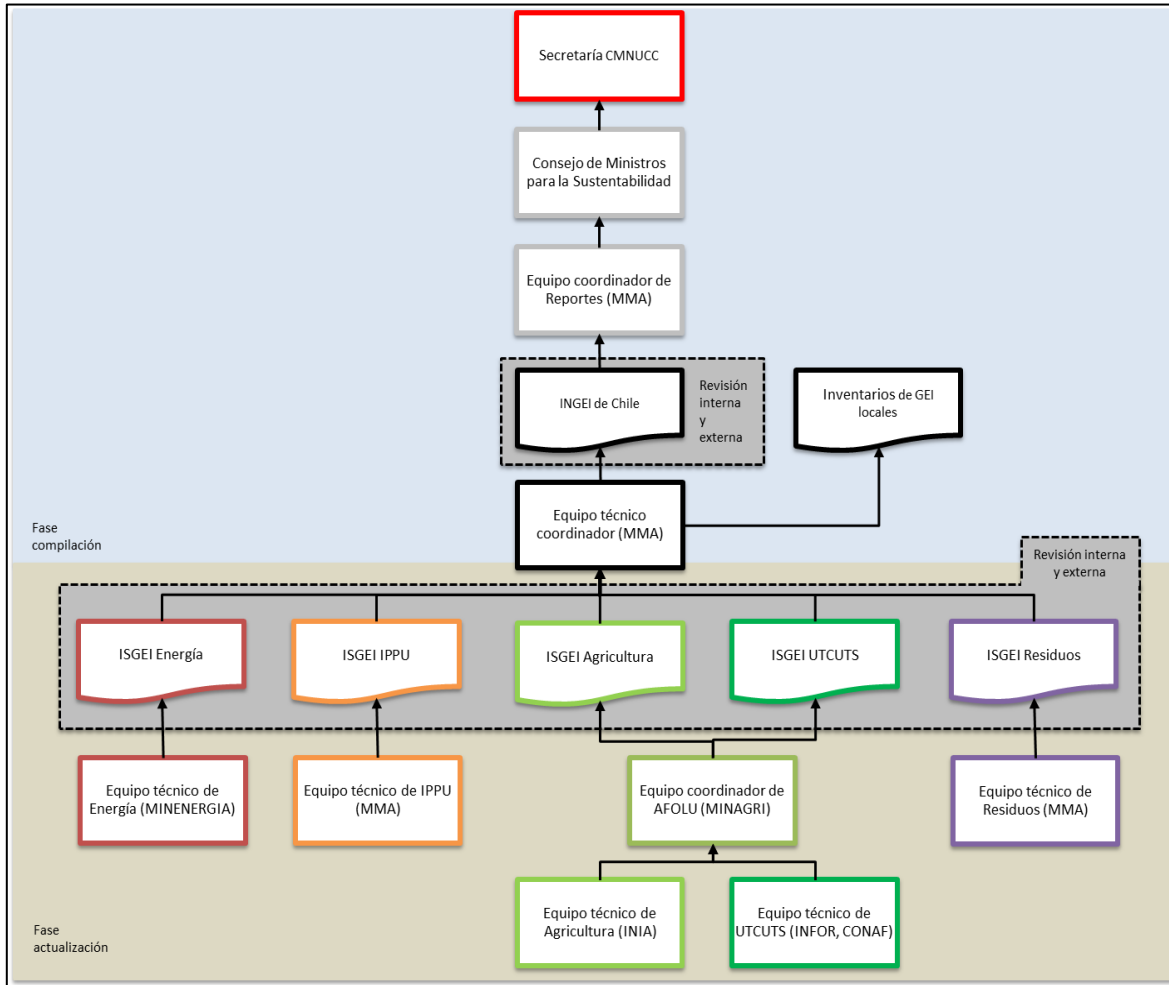 Secretaría CMNUCC
Consejo de Ministros
para la Sustentabilidad
Equipo coordinador de
Reportes (MMA)
INGEI de Chile
Revisión
interna
y
externa
Inventarios de GEI
locales
Equipo técnico
coordinador (MMA)
Fase
compilación
Revisión interna
y externa
ISGEI Energía
ISGEI IPPU
ISGEI Agricultura
ISGEI UTCUTS
ISGEI Residuos
Equipo técnico de
Energía (MINENERGIA)
Equipo técnico de IPPU
(MMA)
Equipo coordinador de
AFOLU (MINAGRI)
Equipo técnico de
Residuos (MMA)
Equipo técnico de
Agricultura (INIA)
Equipo técnico de
UTCUTS (INFOR, CONAF)
Fase
actualización